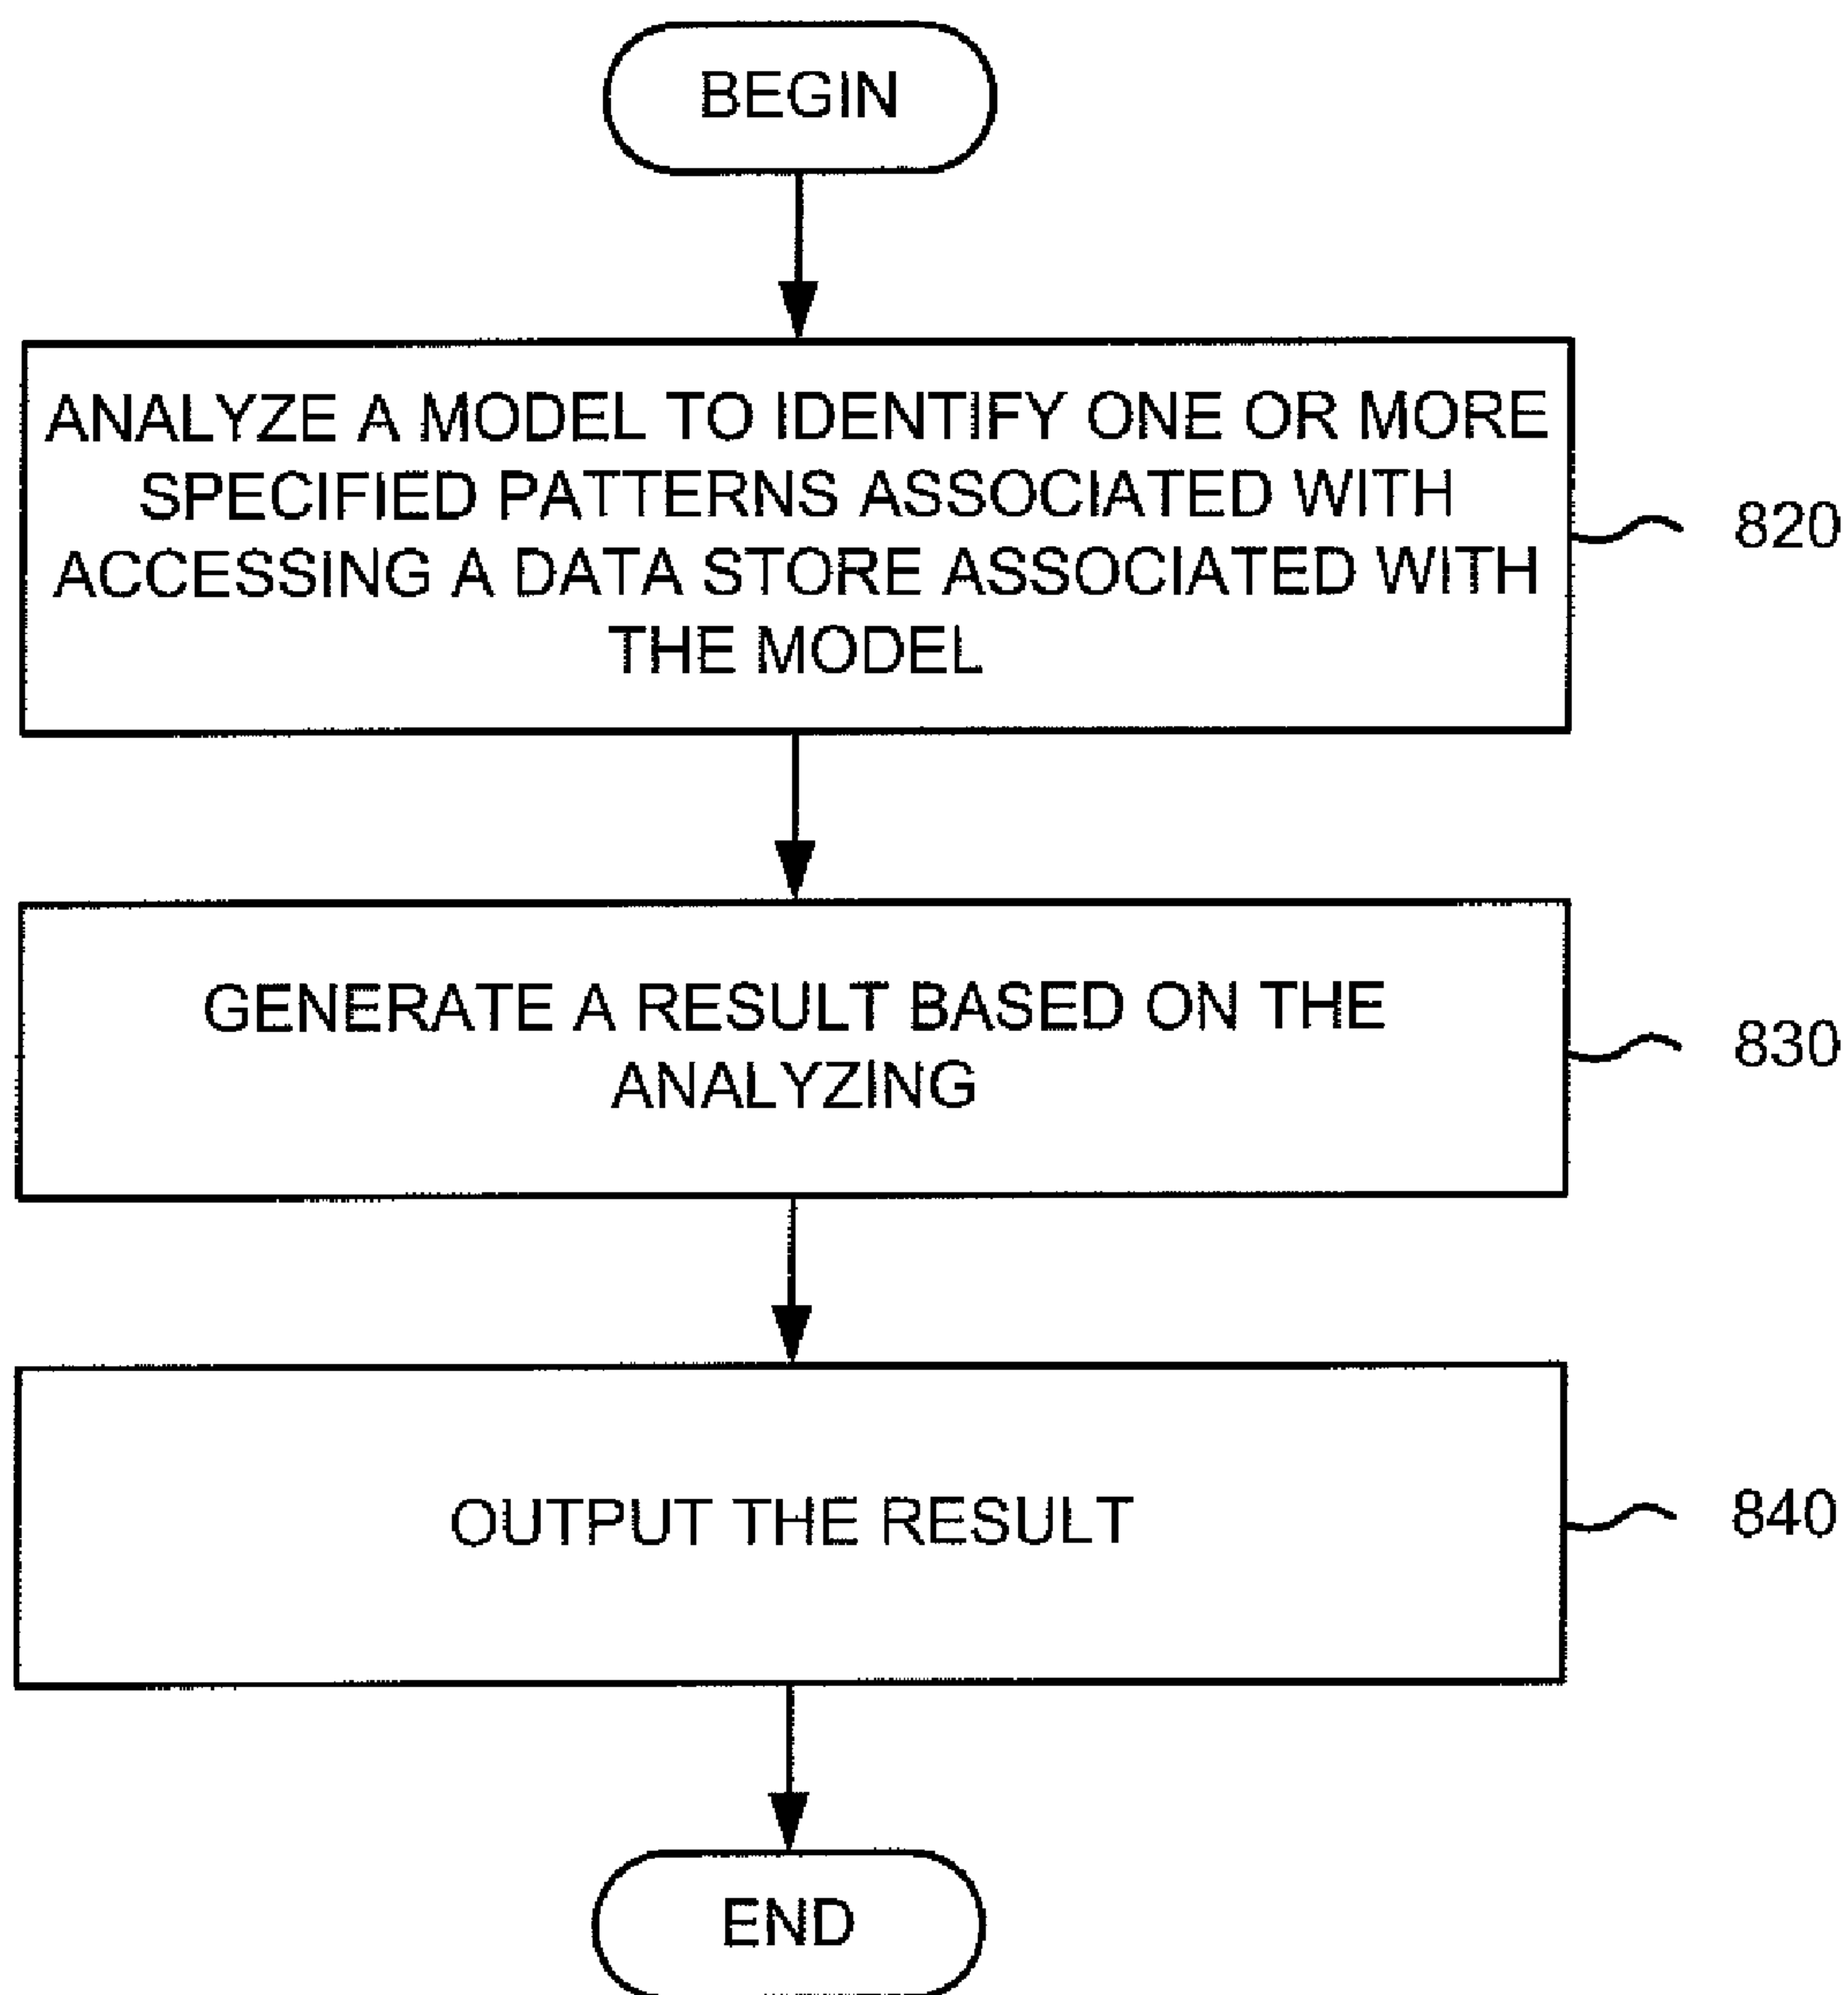 BEGIN
ANALYZE A MODEL TO IDENTIFY ONE OR MORE
SPECIFIED PATTERNS ASSOCIATED WITH
ACCESSING A DATA STORE ASSOCIATED WITH
THE MODEL
820
GENERATE A RESULT BASED ON THE
ANALYZING
830
OUTPUT THE RESULT
840
END